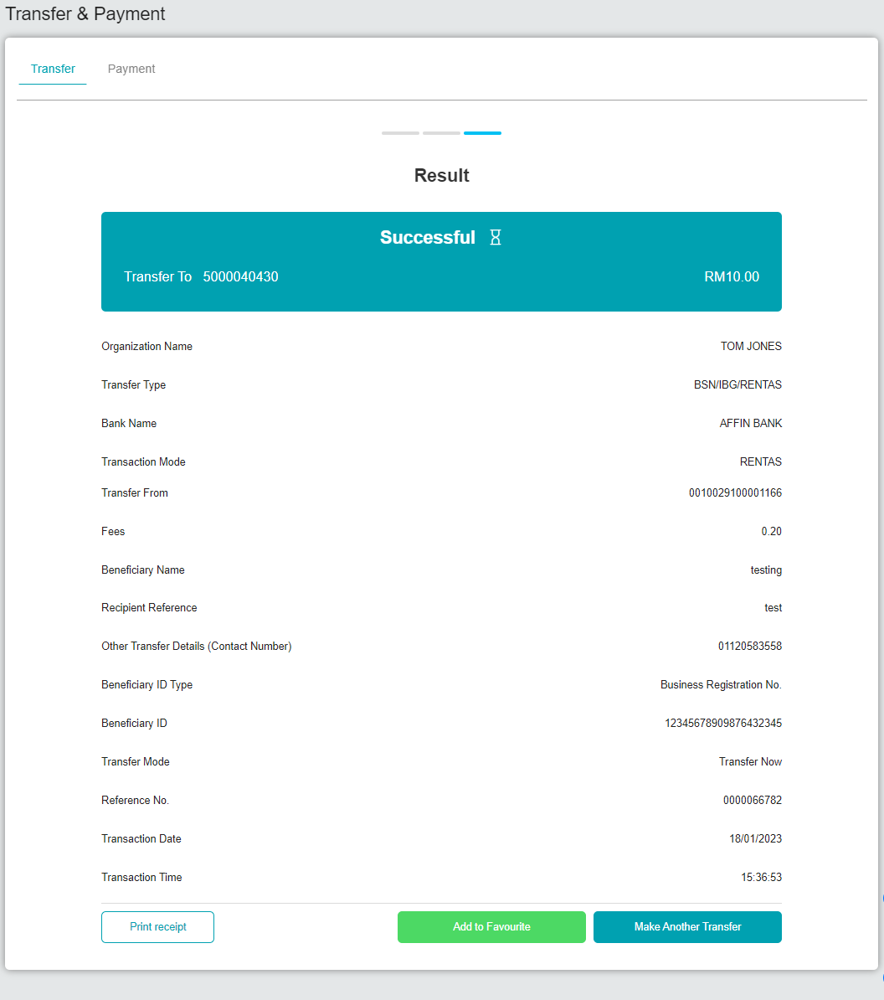 Transfer & Payment
Transfer Payment
Result
Successful
Transfer To 5000040430 RM10.00
Organization Name TOM JONES
Transfer Type BSN/IBG/RENTAS
Bank Name AFFIN BANK
Transaction Mode RENTAS
Transfer From 0010029100001166
Fees 0.20
Beneficiary Name testing
Recipient Reference test
Other Transfer Details (Contact Number) 01120583558
Beneficiary ID Type Business Registration No.
Beneficiary ID 12345678909876432345
Transfer Mode Transfer Now
Reference No. 0000066782
Transaction Date 18/01/2023
Transaction Time 15:36:53
Print receipt Add to Favourite Make Another Transfer